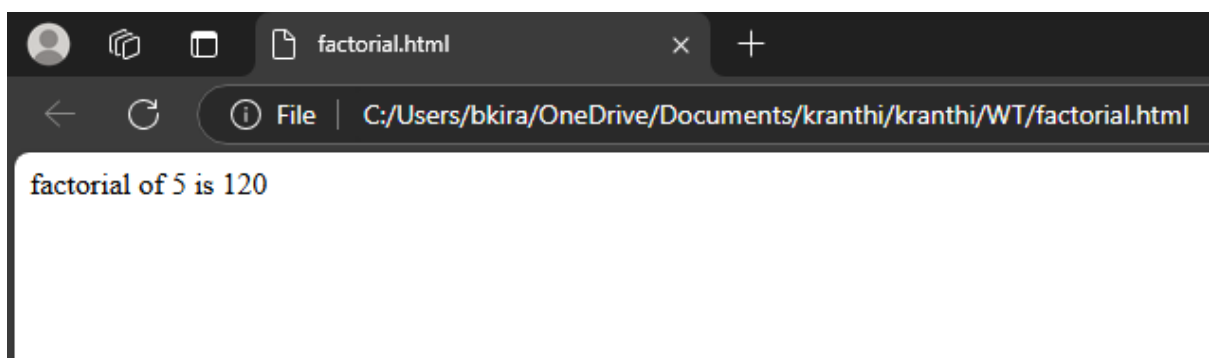 factorial.html
File C:/Users/bkira/OneDrive/Documents/kranthi/kranthi/WT/factorial.html
factorial of 5 is 120